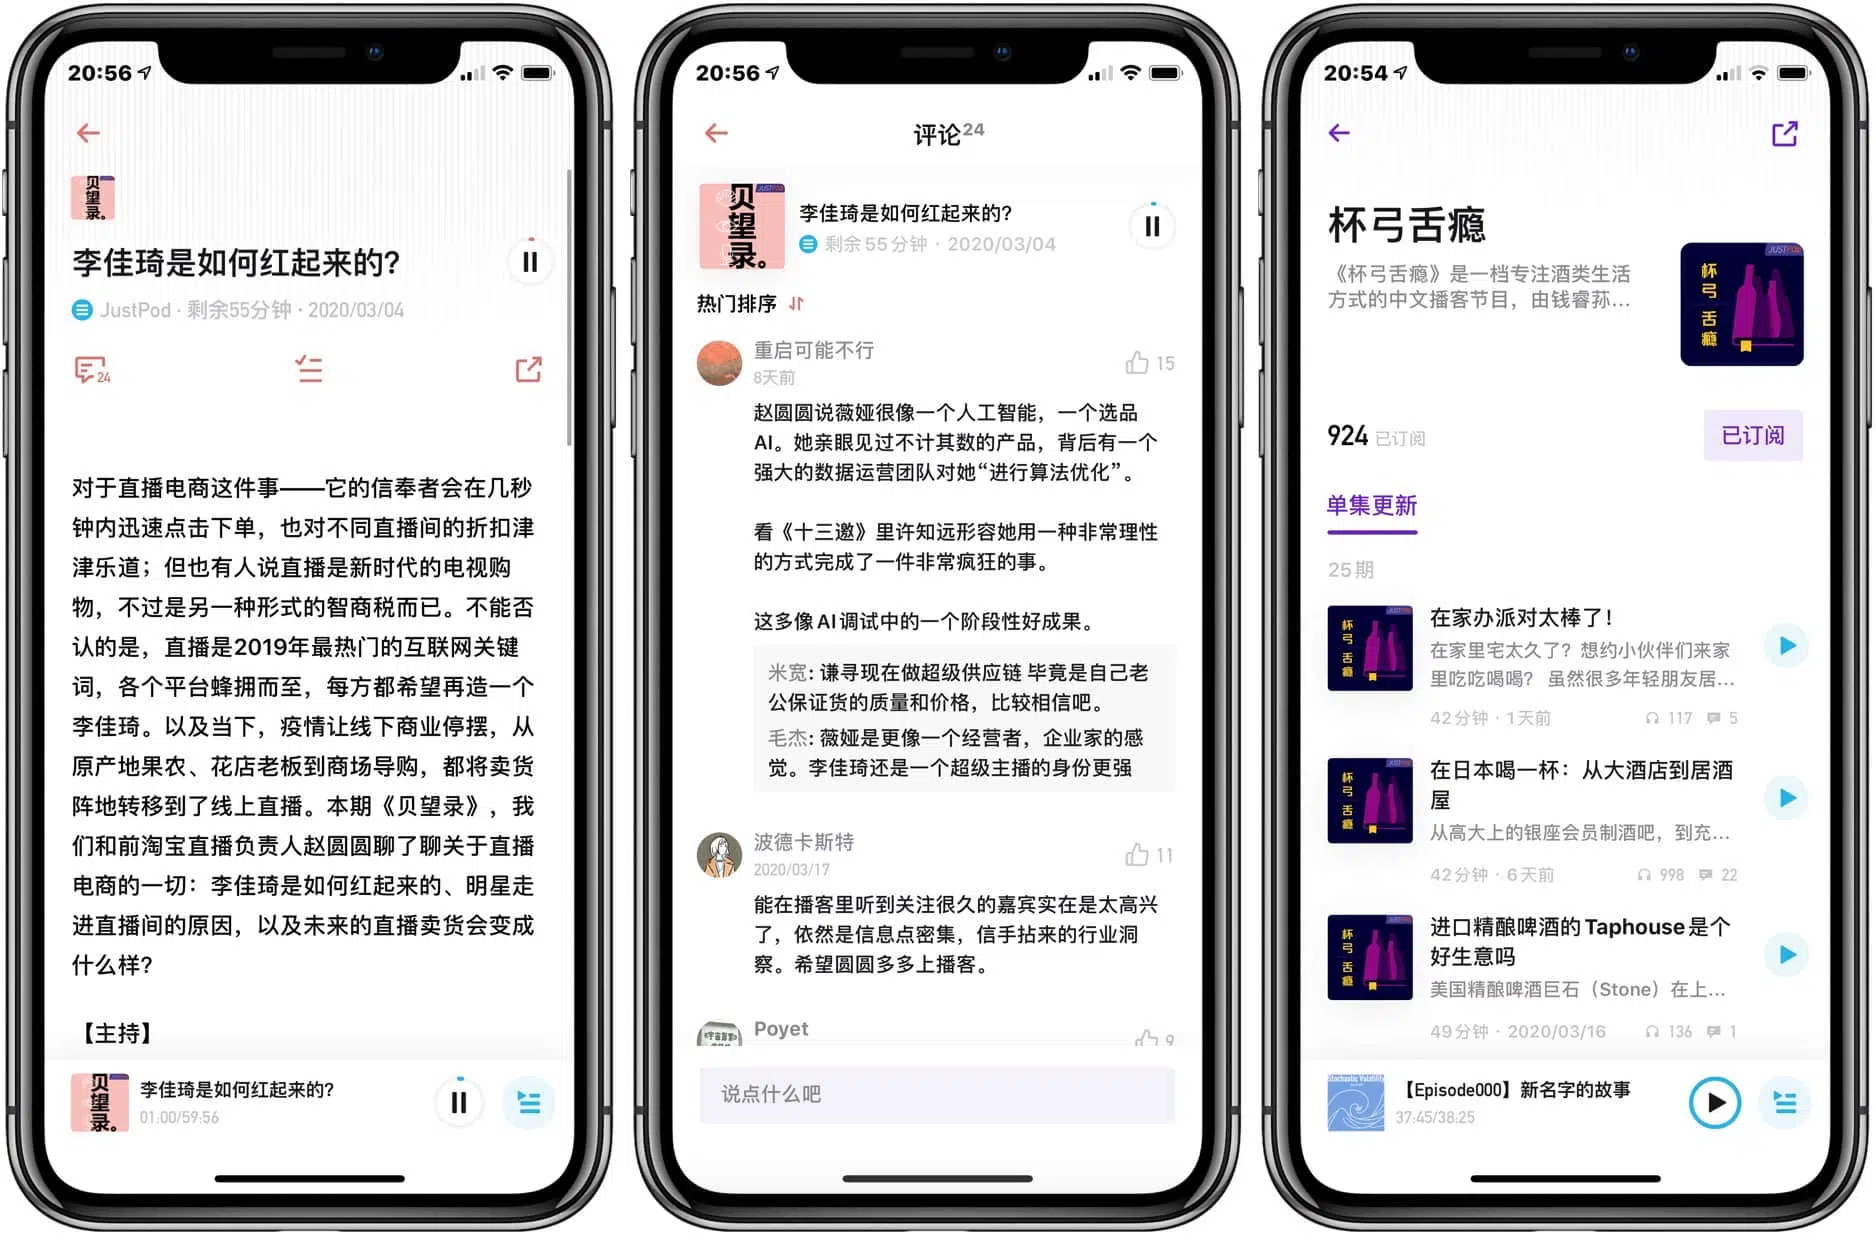 20:56
贝
望
录。
李佳琦是如何红起来的?
JustPod · 剩余55分钟 · 2020/03/04
24
对于直播电商这件事——它的信奉者会在几秒
钟内迅速点击下单，也对不同直播间的折扣津
津乐道；但也有人说直播是新时代的电视购
物，不过是另一种形式的智商税而已。不能否
认的是，直播是2019年最热门的互联网关键
词，各个平台蜂拥而至，每方都希望再造一个
李佳琦。以及当下，疫情让线下商业停摆，从
原产地果农、花店老板到商场导购，都将卖货
阵地转移到了线上直播。本期《贝望录》，我
们和前淘宝直播负责人赵圆圆聊了聊关于直播
电商的一切：李佳琦是如何红起来的、明星走
进直播间的原因，以及未来的直播卖货会变成
什么样?
【主持】
贝
望
录。
李佳琦是如何红起来的?
01:00/59:56
20:56
评论24
JUSTPOD
贝
望
录。
李佳琦是如何红起来的?
剩余55分钟 · 2020/03/04
热门排序
重启可能不行
8天前
15
赵圆圆说薇娅很像一个人工智能，一个选品
AI。她亲眼见过不计其数的产品，背后有一个
强大的数据运营团队对她“进行算法优化”。
看《十三邀》里许知远形容她用一种非常理性
的方式完成了一件非常疯狂的事。
这多像AI调试中的一个阶段性好成果。
米宽: 谦寻现在做超级供应链 毕竟是自己老
公保证货的质量和价格，比较相信吧。
毛杰: 薇娅是更像一个经营者，企业家的感
觉。李佳琦还是一个超级主播的身份更强
波德卡斯特
2020/03/17
11
能在播客里听到关注很久的嘉宾实在是太高兴
了，依然是信息点密集，信手拈来的行业洞
察。希望圆圆多多上播客。
Poyet
9
说点什么吧
20:54
杯弓舌瘾
《杯弓舌瘾》是一档专注酒类生活
方式的中文播客节目，由钱睿荪...
JUSTPOD
杯弓舌瘾
924 已订阅
已订阅
单集更新
25期
杯弓舌瘾
在家办派对太棒了!
在家里宅太久了？想约小伙伴们来家
里吃吃喝喝？ 虽然很多年轻朋友居...
42分钟 · 1天前
117
5
杯弓舌瘾
在日本喝一杯：从大酒店到居酒
屋
从高大上的银座会员制酒吧，到充...
42分钟 · 6天前
998
22
杯弓舌瘾
进口精酿啤酒的Taphouse是个
好生意吗
美国精酿啤酒巨石（Stone）在上...
49分钟 · 2020/03/16
136
1
Stochastic Volatility
【Episode000】新名字的故事
37:45/38:25